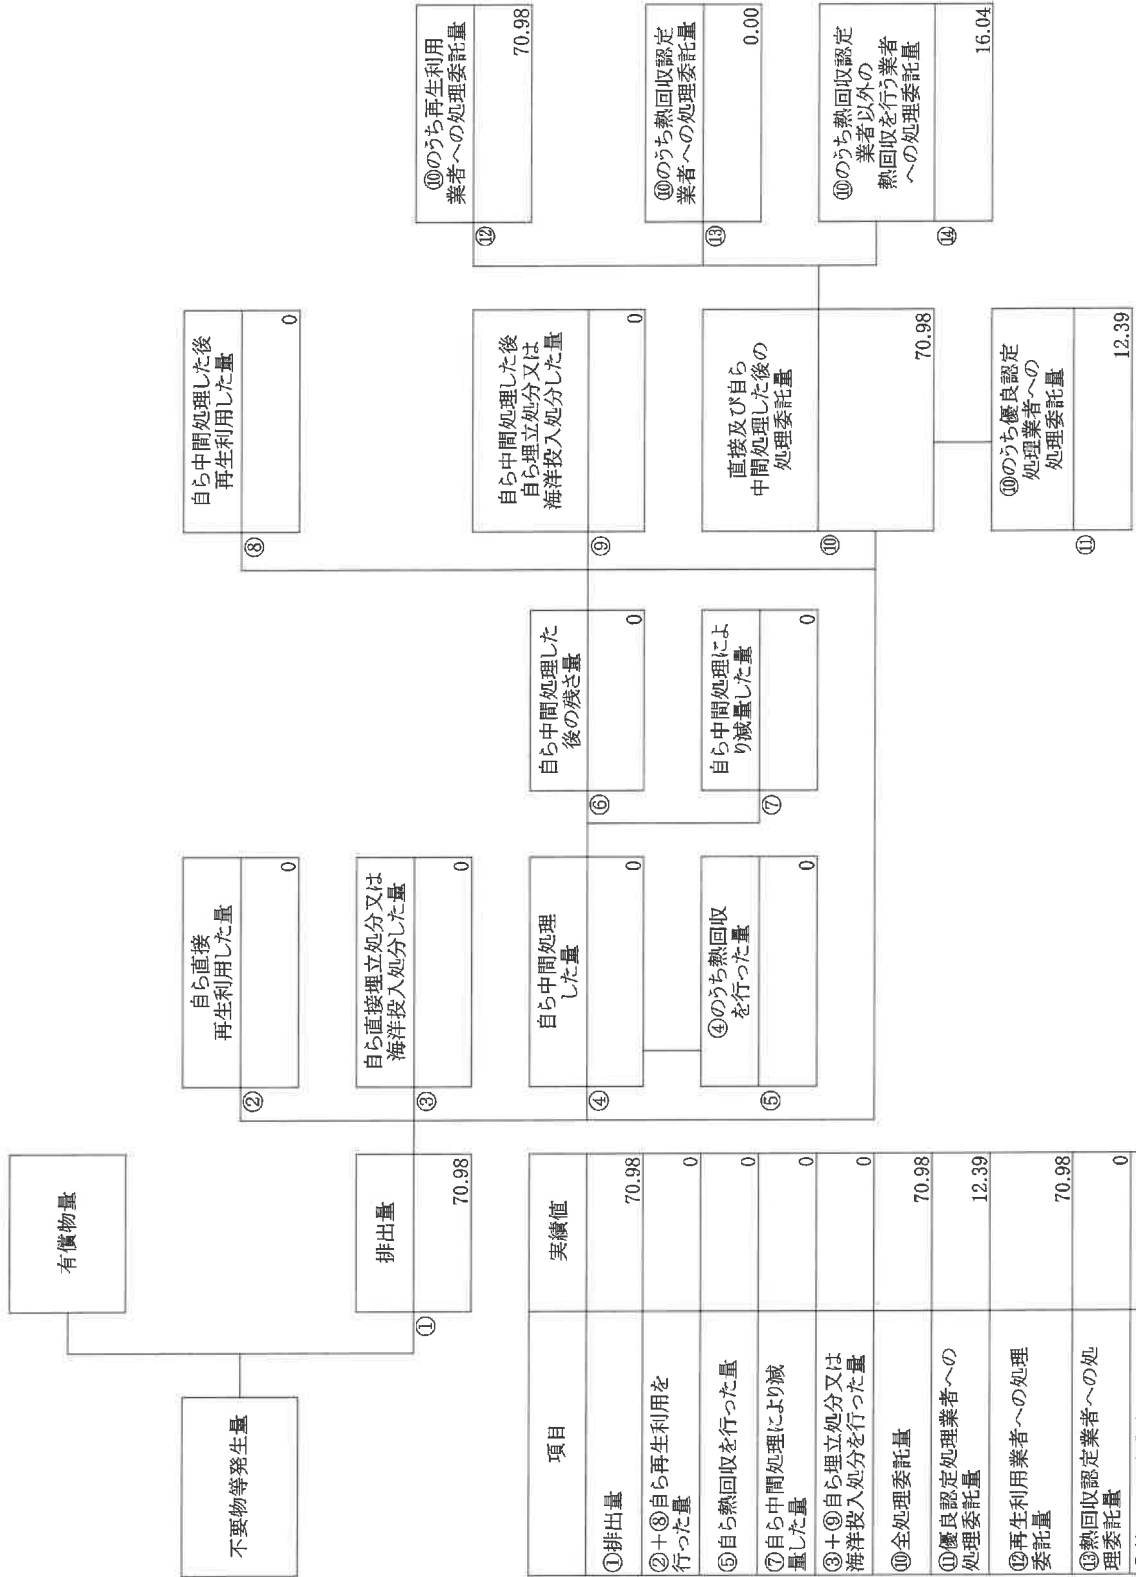 不要物等発生量
有償物量
排出量
①
70.98
自ら直接
再生利用した量
②
0
自ら直接埋立処分又は
海洋投入処分した量
③
0
自ら中間処理
した量
④
0
④のうち熱回収
を行った量
⑤
0
自ら中間処理した
後の残さ量
⑥
0
自ら中間処理によ
り減量した量
⑦
0
自ら中間処理した後
再生利用した量
⑧
0
自ら中間処理した後
自ら埋立処分又は
海洋投入処分した量
⑨
0
直接及び自ら
中間処理した後の
処理委託量
⑩
70.98
⑩のうち優良認定
処理業者への
処理委託量
⑪
12.39
⑩のうち再生利用
業者への処理委託量
⑫
70.98
⑩のうち熱回収認定
業者への処理委託量
⑬
0.00
⑩のうち熱回収認定
業者以外の
熱回収を行う業者
への処理委託量
⑭
16.04
項目 実績値
①排出量 70.98
②+⑧自ら再生利用を
行った量 0
⑤自ら熱回収を行った量 0
⑦自ら中間処理により減
量した量 0
③+⑨自ら埋立処分又は
海洋投入処分を行った量 0
⑩全処理委託量 70.98
⑪優良認定処理業者への
処理委託量 12.39
⑫再生利用業者への処理
委託量 70.98
⑬熱回収認定業者への処
理委託量 0